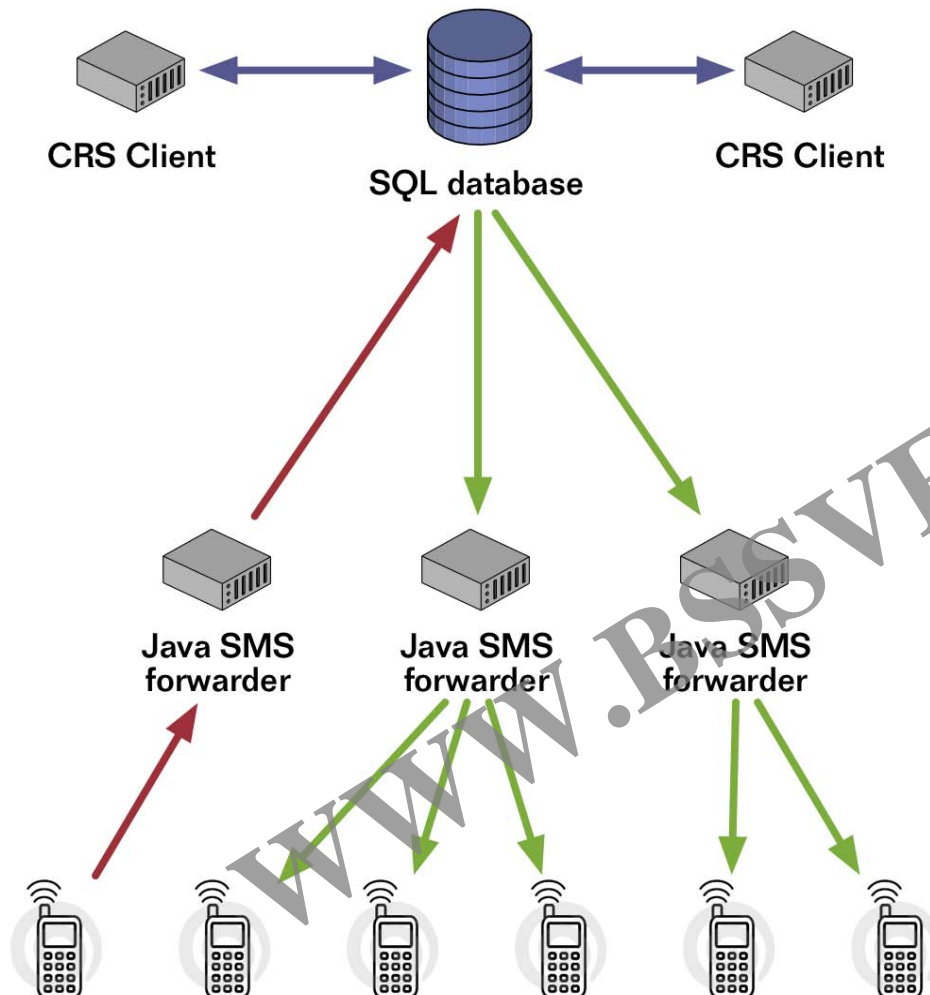 CRS Client
CRS Client
SQL database
Java SMS
forwarder
Java SMS
forwarder
Java SMS
forwarder
WWW.BSSVE